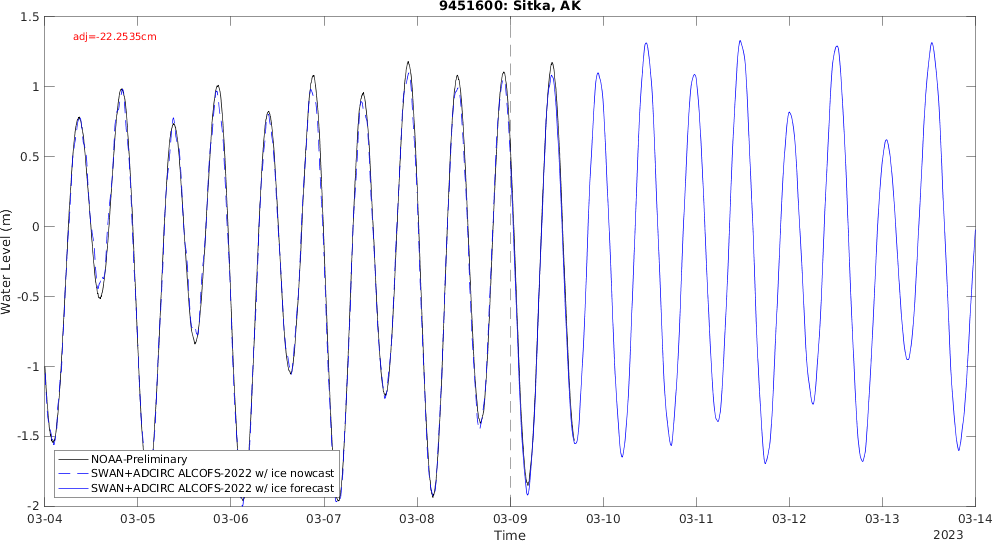 9451600: Sitka, AK
adj=-22.2535cm
1.5
1
0.5
0
-0.5
-1
-1.5
-2
Water Level (m)
NOAA-Preliminary
SWAN+ADCIRC ALCOFS-2022 w/ ice nowcast
SWAN+ADCIRC ALCOFS-2022 w/ ice forecast
03-04 03-05 03-06 03-07 03-08 03-09 03-10 03-11 03-12 03-13 03-14
Time
2023